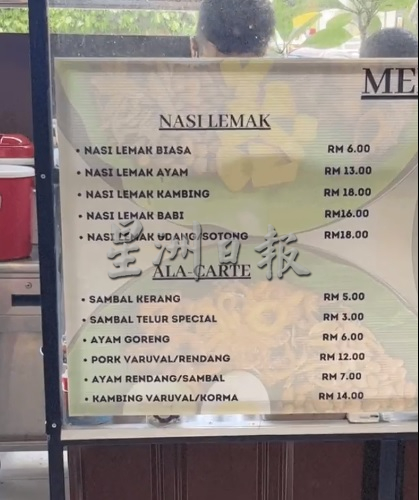 ME
NASI LEMAK
• NASI LEMAK BIASA RM 6.00
• NASI LEMAK AYAM RM 13.00
• NASI LEMAK KAMBING RM 18.00
• NASI LEMAK BABI RM16.00
• NASI LEMAK UDANG/SOTONG RM18.00
星洲日報
ALA-CARTE
• SAMBAL KERANG RM 5.00
• SAMBAL TELUR SPECIAL RM 3.00
• AYAM GORENG RM 6.00
• PORK VARUVAL/RENDANG RM 12.00
• AYAM RENDANG/SAMBAL RM 7.00
• KAMBING VARUVAL/KORMA RM 14.00